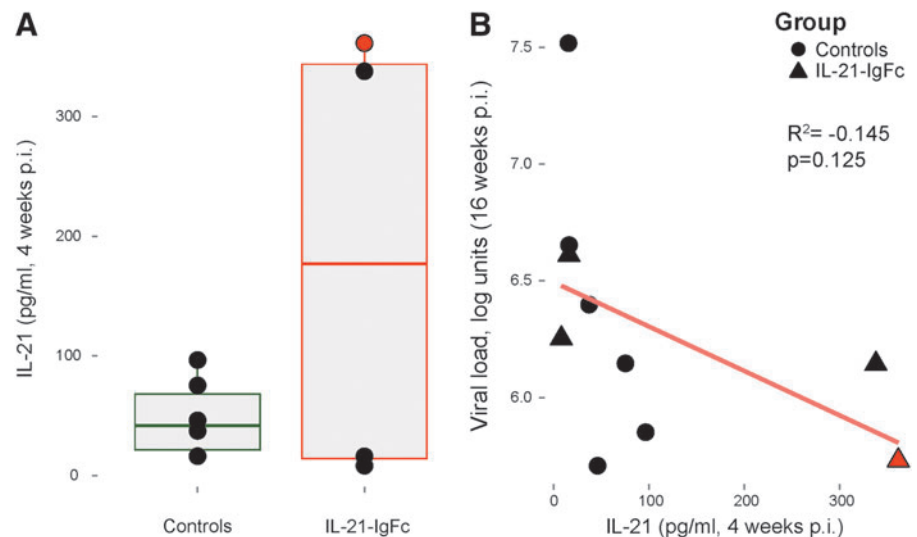 A
IL-21 (pg/ml, 4 weeks p.i.)
300
200
100
0
Controls
IL-21-IgFc
B
Viral load, log units (16 weeks p.i.)
7.5
7.0
6.5
6.0
0
100
300
IL-21 (pg/ml, 4 weeks p.i.)
Group
Controls
IL-21-IgFc
R²= -0.145
p=0.125